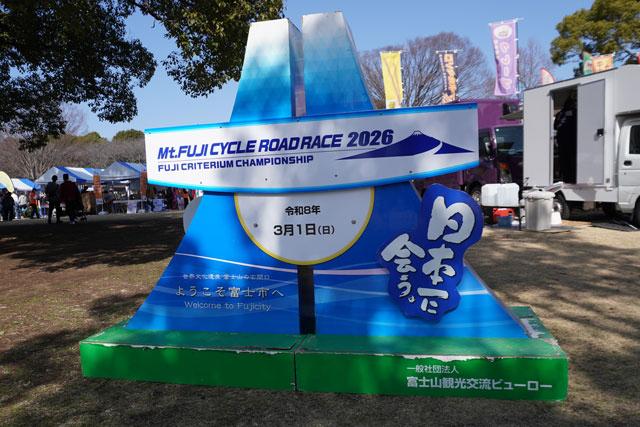 Mt.FUJI CYCLE ROAD RACE 2026
FUJI CRITERIUM CHAMPIONSHIP
令和8年
3月1日(日)
世界文化遺産 富士山の玄関口
ようこそ富士市へ
Welcome to Fujicity
日本一に
会う。
一般社団法人
富士山観光交流ビューロー